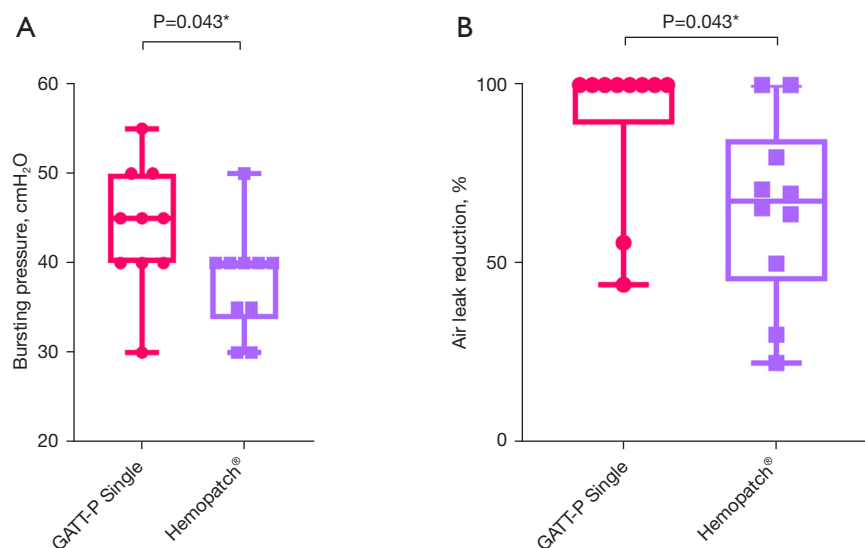 A
P=0.043*
Bursting pressure, cmH₂O
60
50
40
30
20
GATT-P Single
Hemopatch®
B
P=0.043*
Air leak reduction, %
100
50
0
GATT-P Single
Hemopatch®